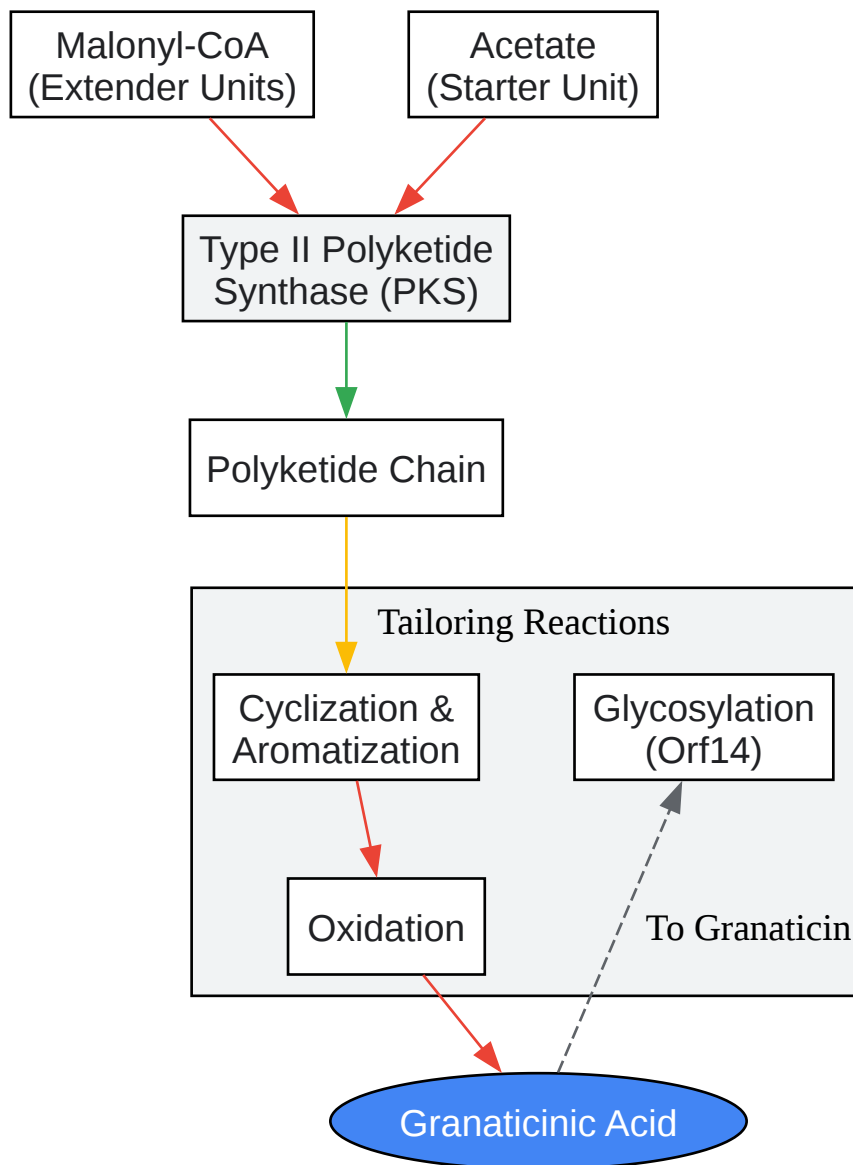 Malonyl-CoA
(Extender Units)
Acetate
(Starter Unit)
Type II Polyketide
Synthase (PKS)
Polyketide Chain
Tailoring Reactions
Cyclization &
Aromatization
Glycosylation
(Orf14)
Oxidation
To Granaticin
Granaticinic Acid